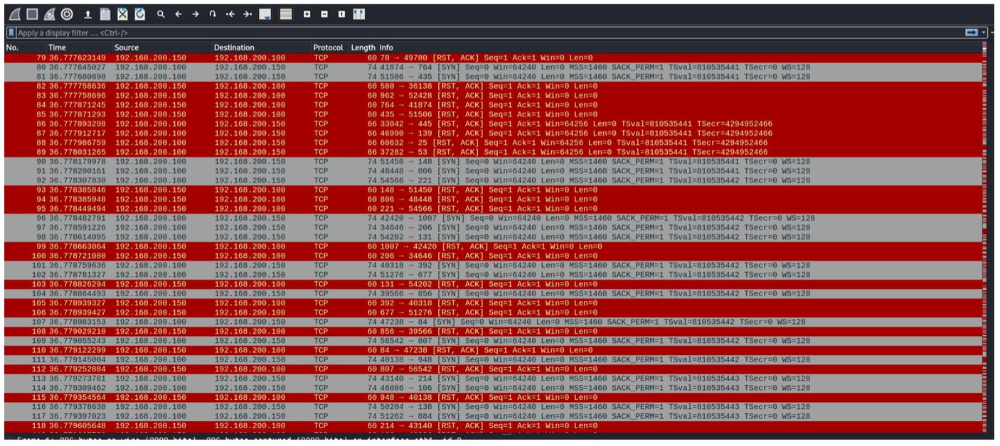 Apply a display filter ... <Ctrl-/>
No. Time Source Destination Protocol Length Info
79 36.777623149 192.168.200.150 192.168.200.100 TCP 60 78 → 49780 [RST, ACK] Seq=1 Ack=1 Win=0 Len=0
80 36.777645027 192.168.200.100 192.168.200.150 TCP 74 41874 → 764 [SYN] Seq=0 Win=64240 Len=0 MSS=1460 SACK_PERM=1 TSval=810535441 TSecr=0 WS=128
81 36.777680898 192.168.200.100 192.168.200.150 TCP 74 51506 → 435 [SYN] Seq=0 Win=64240 Len=0 MSS=1460 SACK_PERM=1 TSval=810535441 TSecr=0 WS=128
82 36.777758636 192.168.200.150 192.168.200.100 TCP 60 580 → 36138 [RST, ACK] Seq=1 Ack=1 Win=0 Len=0
83 36.777758696 192.168.200.150 192.168.200.100 TCP 60 962 → 52428 [RST, ACK] Seq=1 Ack=1 Win=0 Len=0
84 36.777871245 192.168.200.150 192.168.200.100 TCP 60 764 → 41874 [RST, ACK] Seq=1 Ack=1 Win=0 Len=0
85 36.777871293 192.168.200.150 192.168.200.100 TCP 60 435 → 51506 [RST, ACK] Seq=1 Ack=1 Win=0 Len=0
86 36.777893298 192.168.200.100 192.168.200.150 TCP 66 33042 → 445 [RST, ACK] Seq=1 Ack=1 Win=64256 Len=0 TSval=810535441 TSecr=4294952466
87 36.777912717 192.168.200.100 192.168.200.150 TCP 66 46990 → 139 [RST, ACK] Seq=1 Ack=1 Win=64256 Len=0 TSval=810535441 TSecr=4294952466
88 36.777986759 192.168.200.100 192.168.200.150 TCP 66 60632 → 25 [RST, ACK] Seq=1 Ack=1 Win=64256 Len=0 TSval=810535441 TSecr=4294952466
89 36.778031265 192.168.200.100 192.168.200.150 TCP 66 37282 → 53 [RST, ACK] Seq=1 Ack=1 Win=64256 Len=0 TSval=810535441 TSecr=4294952466
90 36.778179978 192.168.200.100 192.168.200.150 TCP 74 51450 → 148 [SYN] Seq=0 Win=64240 Len=0 MSS=1460 SACK_PERM=1 TSval=810535441 TSecr=0 WS=128
91 36.778200161 192.168.200.100 192.168.200.150 TCP 74 48448 → 806 [SYN] Seq=0 Win=64240 Len=0 MSS=1460 SACK_PERM=1 TSval=810535441 TSecr=0 WS=128
92 36.778307830 192.168.200.100 192.168.200.150 TCP 74 54566 → 221 [SYN] Seq=0 Win=64240 Len=0 MSS=1460 SACK_PERM=1 TSval=810535441 TSecr=0 WS=128
93 36.778385846 192.168.200.150 192.168.200.100 TCP 60 148 → 51450 [RST, ACK] Seq=1 Ack=1 Win=0 Len=0
94 36.778385948 192.168.200.150 192.168.200.100 TCP 60 806 → 48448 [RST, ACK] Seq=1 Ack=1 Win=0 Len=0
95 36.778449494 192.168.200.150 192.168.200.100 TCP 60 221 → 54566 [RST, ACK] Seq=1 Ack=1 Win=0 Len=0
96 36.778482791 192.168.200.100 192.168.200.150 TCP 74 42420 → 1007 [SYN] Seq=0 Win=64240 Len=0 MSS=1460 SACK_PERM=1 TSval=810535442 TSecr=0 WS=128
97 36.778591226 192.168.200.100 192.168.200.150 TCP 74 34646 → 206 [SYN] Seq=0 Win=64240 Len=0 MSS=1460 SACK_PERM=1 TSval=810535442 TSecr=0 WS=128
98 36.778614095 192.168.200.100 192.168.200.150 TCP 74 54202 → 131 [SYN] Seq=0 Win=64240 Len=0 MSS=1460 SACK_PERM=1 TSval=810535442 TSecr=0 WS=128
99 36.778663064 192.168.200.150 192.168.200.100 TCP 60 1007 → 42420 [RST, ACK] Seq=1 Ack=1 Win=0 Len=0
100 36.778721080 192.168.200.150 192.168.200.100 TCP 60 206 → 34646 [RST, ACK] Seq=1 Ack=1 Win=0 Len=0
101 36.778759636 192.168.200.100 192.168.200.150 TCP 74 40318 → 392 [SYN] Seq=0 Win=64240 Len=0 MSS=1460 SACK_PERM=1 TSval=810535442 TSecr=0 WS=128
102 36.778781327 192.168.200.100 192.168.200.150 TCP 74 51276 → 677 [SYN] Seq=0 Win=64240 Len=0 MSS=1460 SACK_PERM=1 TSval=810535442 TSecr=0 WS=128
103 36.778826294 192.168.200.150 192.168.200.100 TCP 60 131 → 54202 [RST, ACK] Seq=1 Ack=1 Win=0 Len=0
104 36.778864493 192.168.200.100 192.168.200.150 TCP 74 39566 → 856 [SYN] Seq=0 Win=64240 Len=0 MSS=1460 SACK_PERM=1 TSval=810535442 TSecr=0 WS=128
105 36.778939327 192.168.200.150 192.168.200.100 TCP 60 392 → 40318 [RST, ACK] Seq=1 Ack=1 Win=0 Len=0
106 36.778939427 192.168.200.150 192.168.200.100 TCP 60 677 → 51276 [RST, ACK] Seq=1 Ack=1 Win=0 Len=0
107 36.778983153 192.168.200.100 192.168.200.150 TCP 74 47238 → 84 [SYN] Seq=0 Win=64240 Len=0 MSS=1460 SACK_PERM=1 TSval=810535442 TSecr=0 WS=128
108 36.779029210 192.168.200.150 192.168.200.100 TCP 60 856 → 39566 [RST, ACK] Seq=1 Ack=1 Win=0 Len=0
109 36.779055243 192.168.200.100 192.168.200.150 TCP 74 56542 → 807 [SYN] Seq=0 Win=64240 Len=0 MSS=1460 SACK_PERM=1 TSval=810535442 TSecr=0 WS=128
110 36.779122299 192.168.200.150 192.168.200.100 TCP 60 84 → 47238 [RST, ACK] Seq=1 Ack=1 Win=0 Len=0
111 36.779145004 192.168.200.100 192.168.200.150 TCP 74 40138 → 948 [SYN] Seq=0 Win=64240 Len=0 MSS=1460 SACK_PERM=1 TSval=810535442 TSecr=0 WS=128
112 36.779252884 192.168.200.150 192.168.200.100 TCP 60 807 → 56542 [RST, ACK] Seq=1 Ack=1 Win=0 Len=0
113 36.779273781 192.168.200.100 192.168.200.150 TCP 74 43140 → 214 [SYN] Seq=0 Win=64240 Len=0 MSS=1460 SACK_PERM=1 TSval=810535443 TSecr=0 WS=128
114 36.779309462 192.168.200.100 192.168.200.150 TCP 74 46886 → 106 [SYN] Seq=0 Win=64240 Len=0 MSS=1460 SACK_PERM=1 TSval=810535443 TSecr=0 WS=128
115 36.779354564 192.168.200.150 192.168.200.100 TCP 60 948 → 40138 [RST, ACK] Seq=1 Ack=1 Win=0 Len=0
116 36.779378630 192.168.200.100 192.168.200.150 TCP 74 50204 → 138 [SYN] Seq=0 Win=64240 Len=0 MSS=1460 SACK_PERM=1 TSval=810535443 TSecr=0 WS=128
117 36.779397023 192.168.200.100 192.168.200.150 TCP 74 51262 → 884 [SYN] Seq=0 Win=64240 Len=0 MSS=1460 SACK_PERM=1 TSval=810535443 TSecr=0 WS=128
118 36.779605648 192.168.200.150 192.168.200.100 TCP 60 214 → 43140 [RST, ACK] Seq=1 Ack=1 Win=0 Len=0